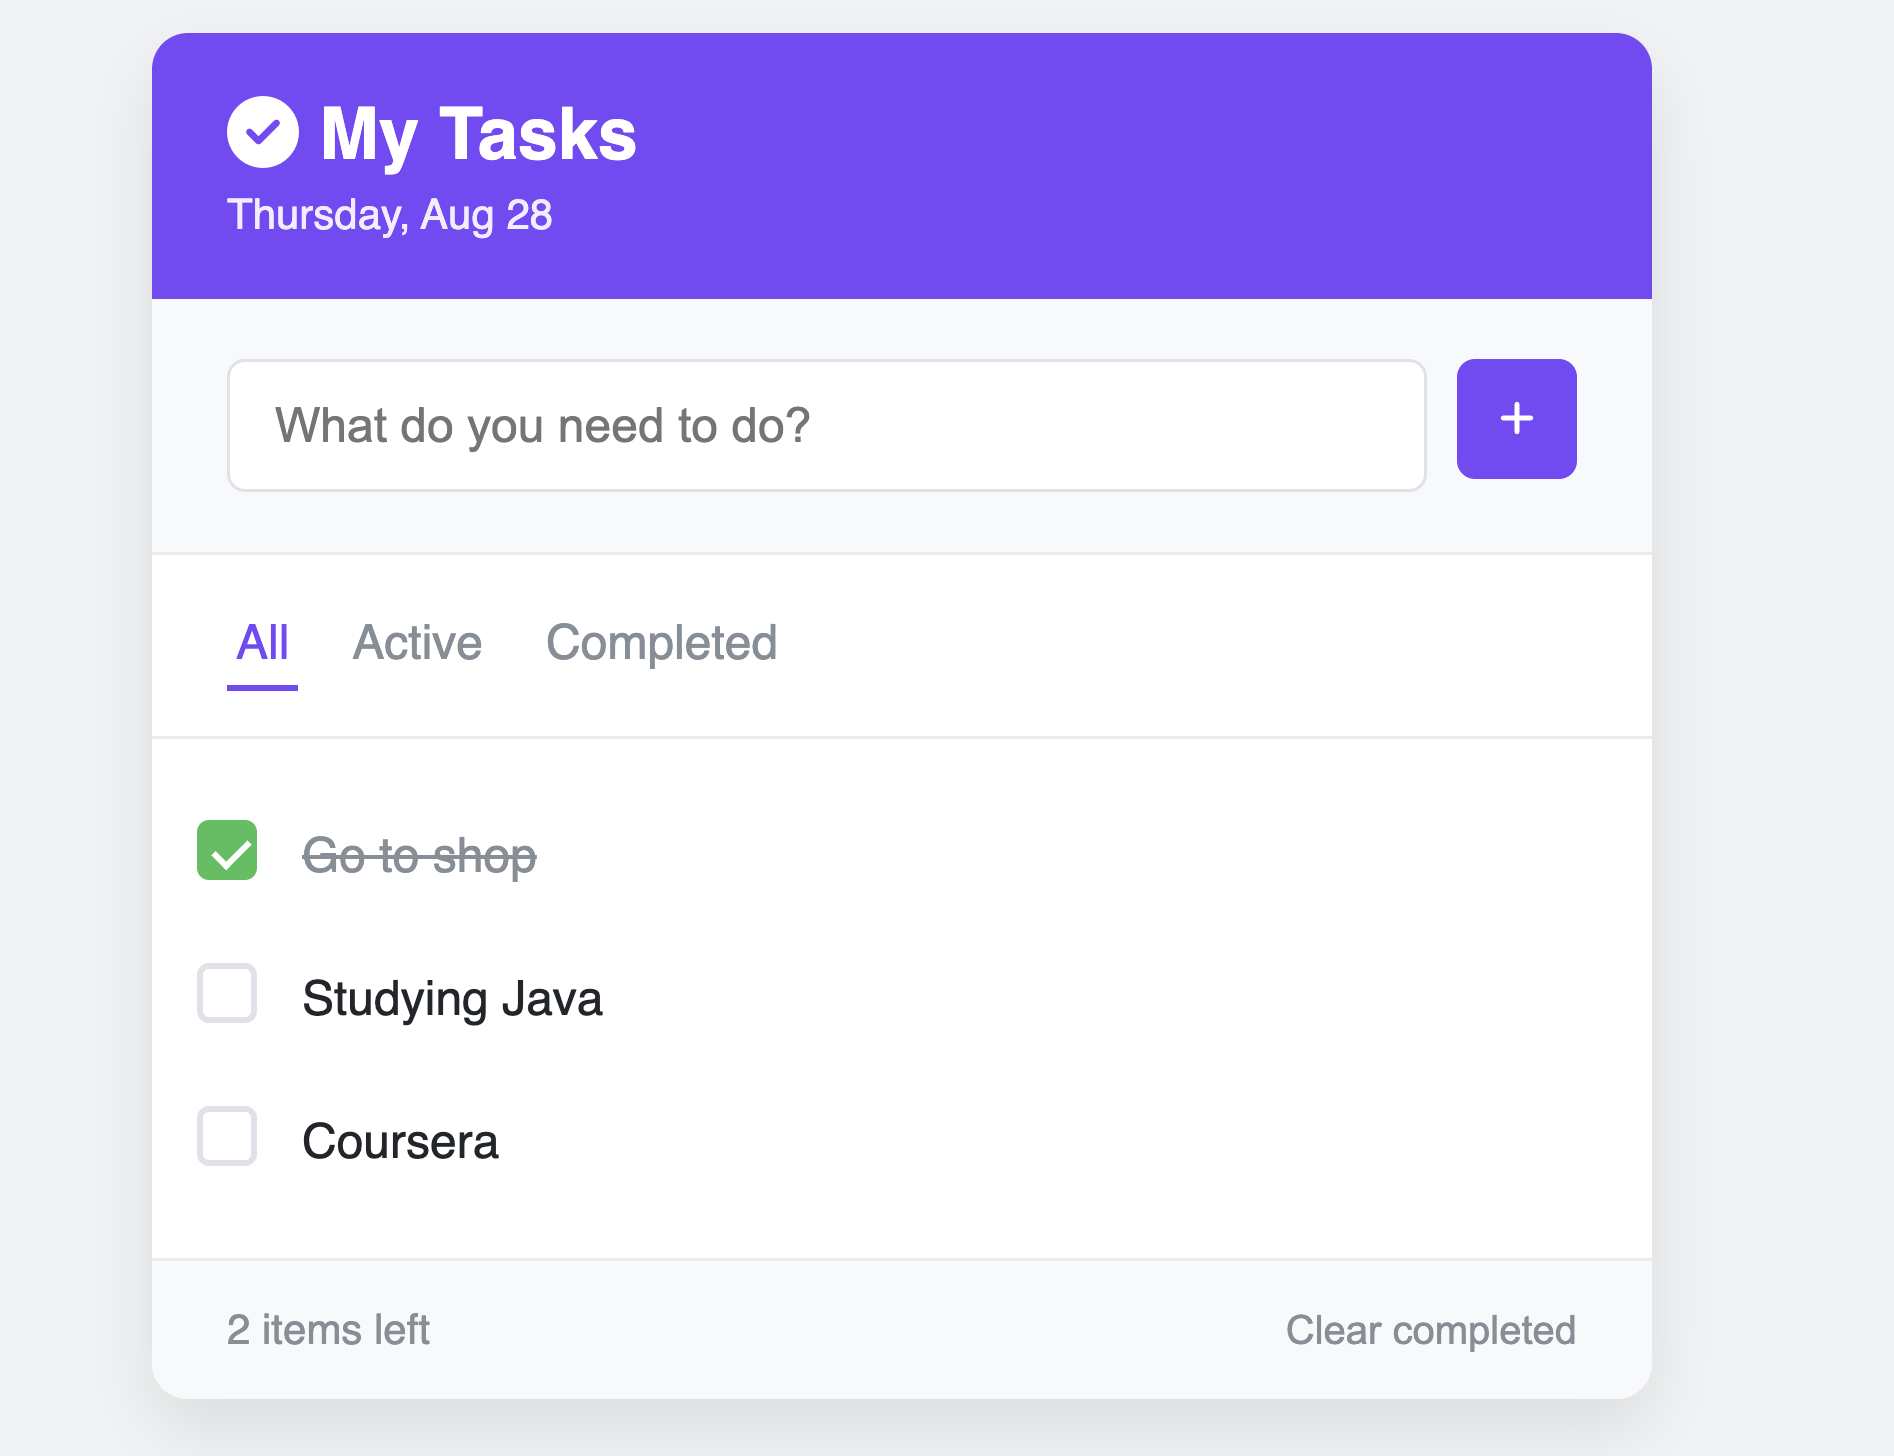 My Tasks
Thursday, Aug 28
What do you need to do?
+
All Active Completed
Go to shop
Studying Java
Coursera
2 items left Clear completed